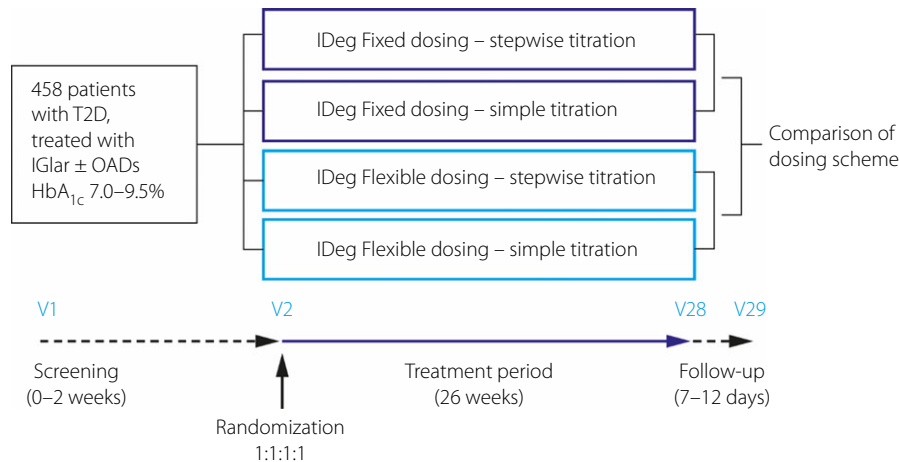 458 patients
with T2D,
treated with
IGlar ± OADs
HbA1c 7.0–9.5%
IDeg Fixed dosing – stepwise titration
IDeg Fixed dosing – simple titration
IDeg Flexible dosing – stepwise titration
IDeg Flexible dosing – simple titration
Comparison of
dosing scheme
V1
V2
V28
V29
Screening
(0–2 weeks)
Treatment period
(26 weeks)
Follow-up
(7–12 days)
Randomization
1:1:1:1